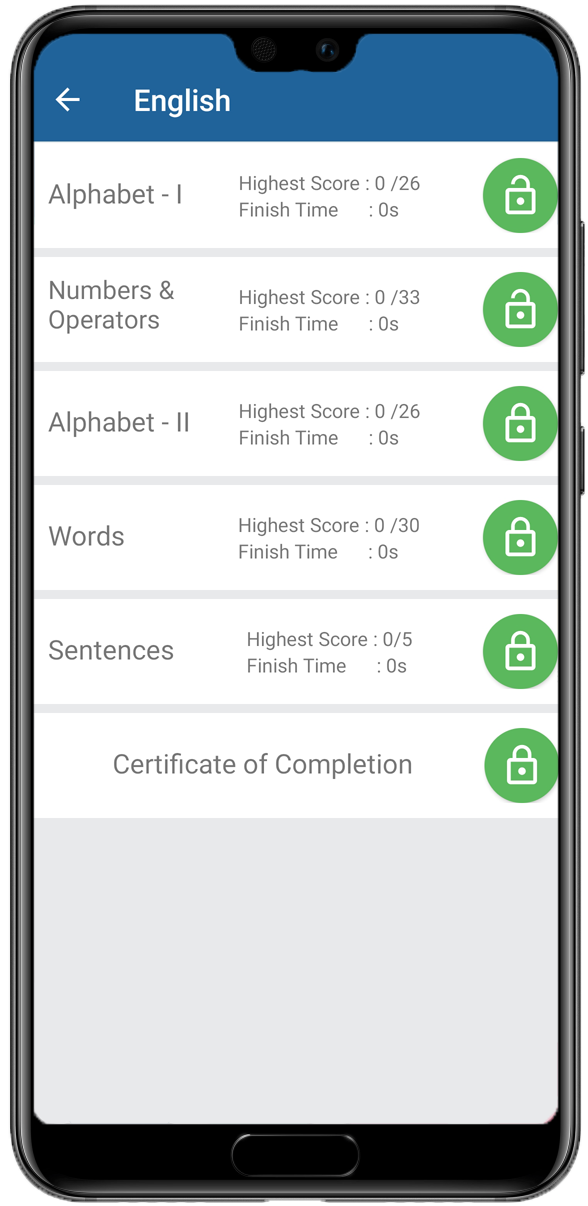 English
Alphabet - I
Highest Score : 0 /26
Finish Time : 0s
Numbers &
Operators
Highest Score : 0 /33
Finish Time : 0s
Alphabet - II
Highest Score : 0 /26
Finish Time : 0s
Words
Highest Score : 0 /30
Finish Time : 0s
Sentences
Highest Score : 0/5
Finish Time : 0s
Certificate of Completion